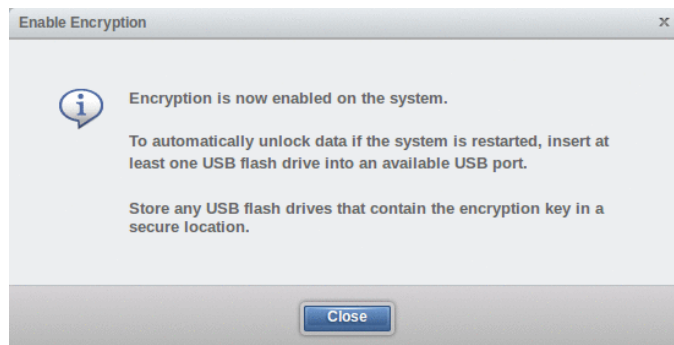 Enable Encryption
x
Encryption is now enabled on the system.
To automatically unlock data if the system is restarted, insert at
least one USB flash drive into an available USB port.
Store any USB flash drives that contain the encryption key in a
secure location.
Close